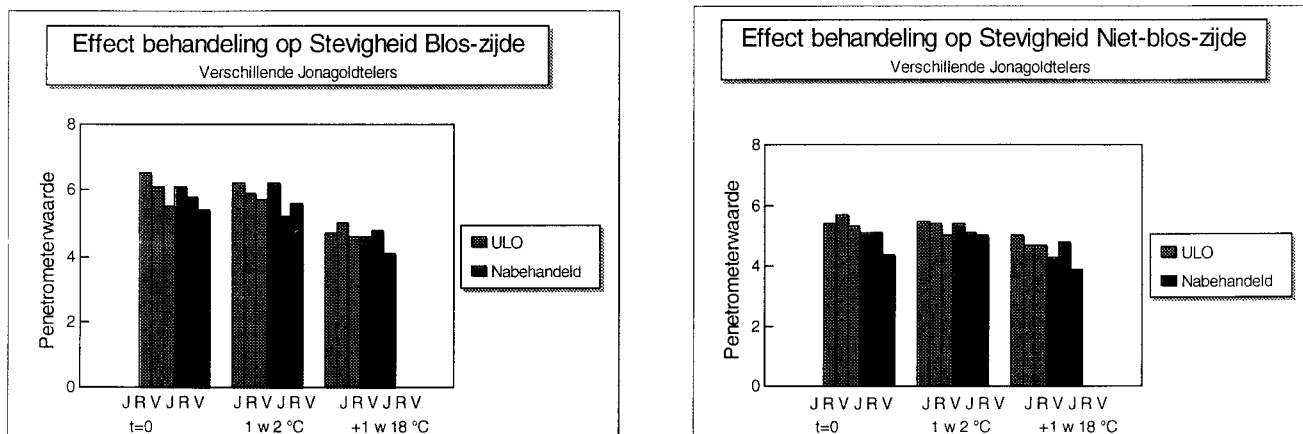 Effect behandeling op Stevigheid Blos-zijde
Verschillende Jonagoldtelers
8
6
4
2
0
Penetrometerwaarde
J R V J R V
J R V J R V
J R V J R V
t=0
1 w 2 °C
+1 w 18 °C
ULO
Nabehandeld
Effect behandeling op Stevigheid Niet-blos-zijde
Verschillende Jonagoldtelers
8
6
4
2
0
Penetrometerwaarde
J R V J R V
J R V J R V
J R V J R V
t=0
1 w 2 °C
+1 w 18 °C
ULO
Nabehandeld